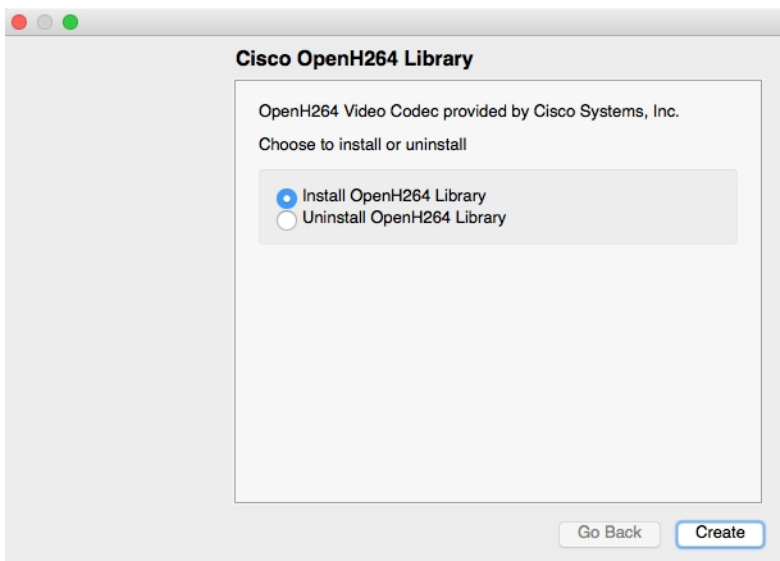 Cisco OpenH264 Library
OpenH264 Video Codec provided by Cisco Systems, Inc.
Choose to install or uninstall
Install OpenH264 Library
Uninstall OpenH264 Library
Go Back
Create